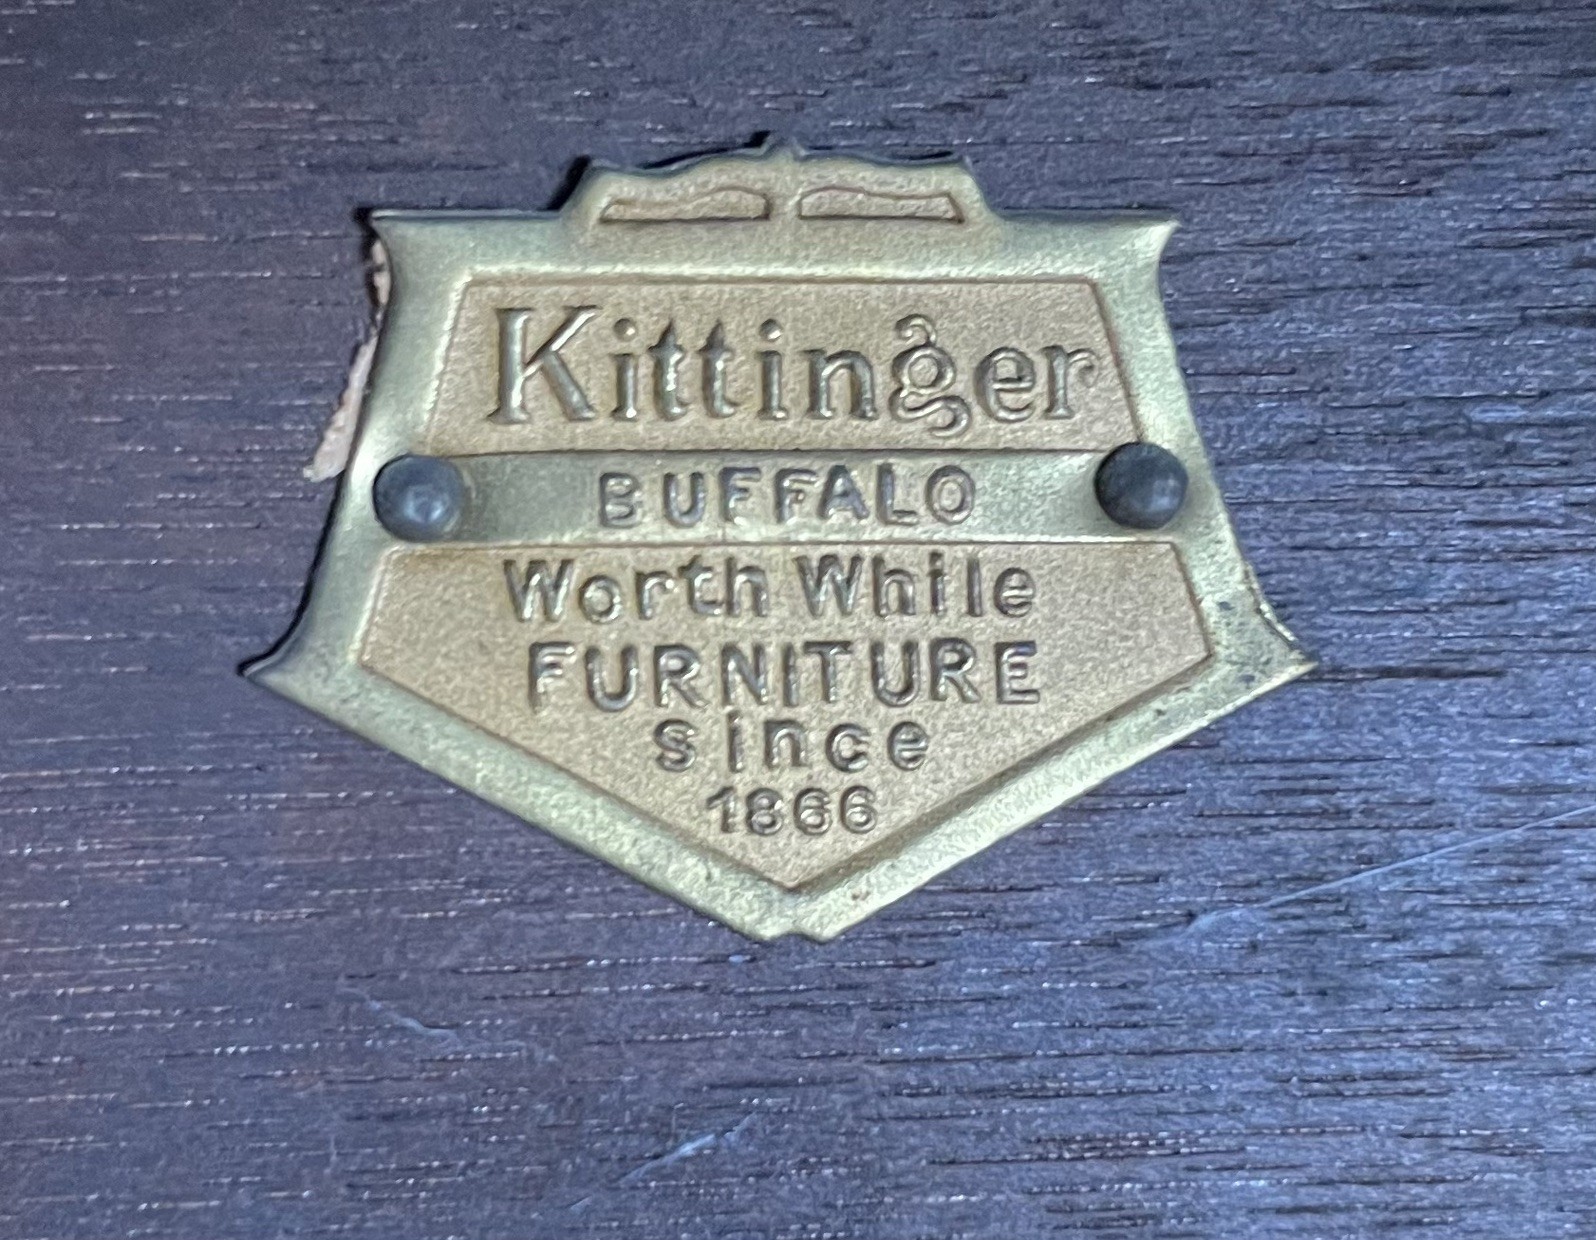 Kittinger
BUFFALO
Worth While
FURNITURE
since
1866